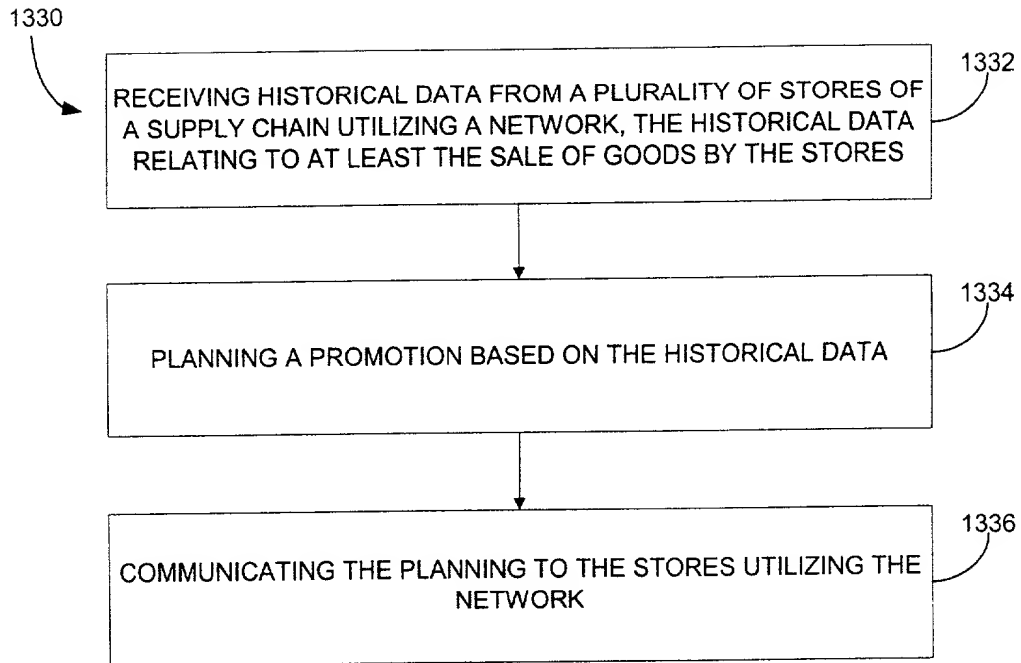 1330
1332
RECEIVING HISTORICAL DATA FROM A PLURALITY OF STORES OF
A SUPPLY CHAIN UTILIZING A NETWORK, THE HISTORICAL DATA
RELATING TO AT LEAST THE SALE OF GOODS BY THE STORES
1334
PLANNING A PROMOTION BASED ON THE HISTORICAL DATA
1336
COMMUNICATING THE PLANNING TO THE STORES UTILIZING THE
NETWORK